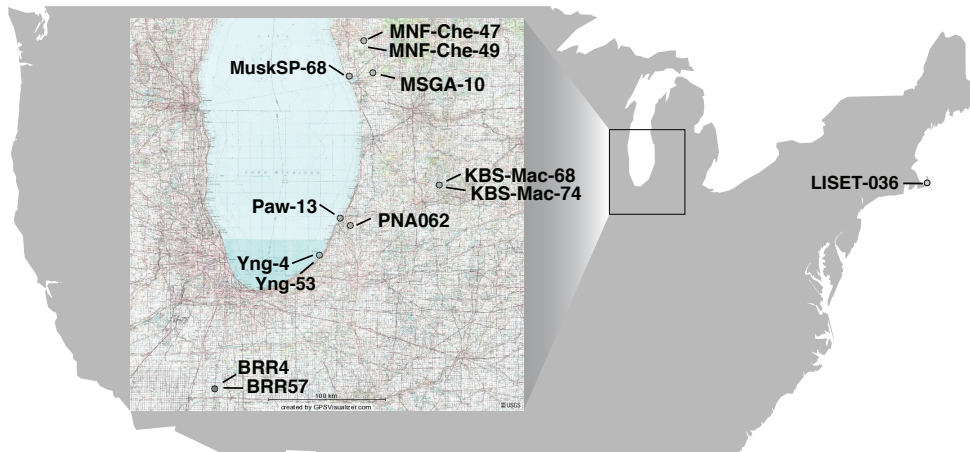 MNF-Che-47
MNF-Che-49
MuskSP-68
MSGA-10
KBS-Mac-68
KBS-Mac-74
LISET-036
Paw-13
PNA062
Yng-4
Yng-53
BRR4
BRR57
100 km
created by GPSVisualizer.com
USGS